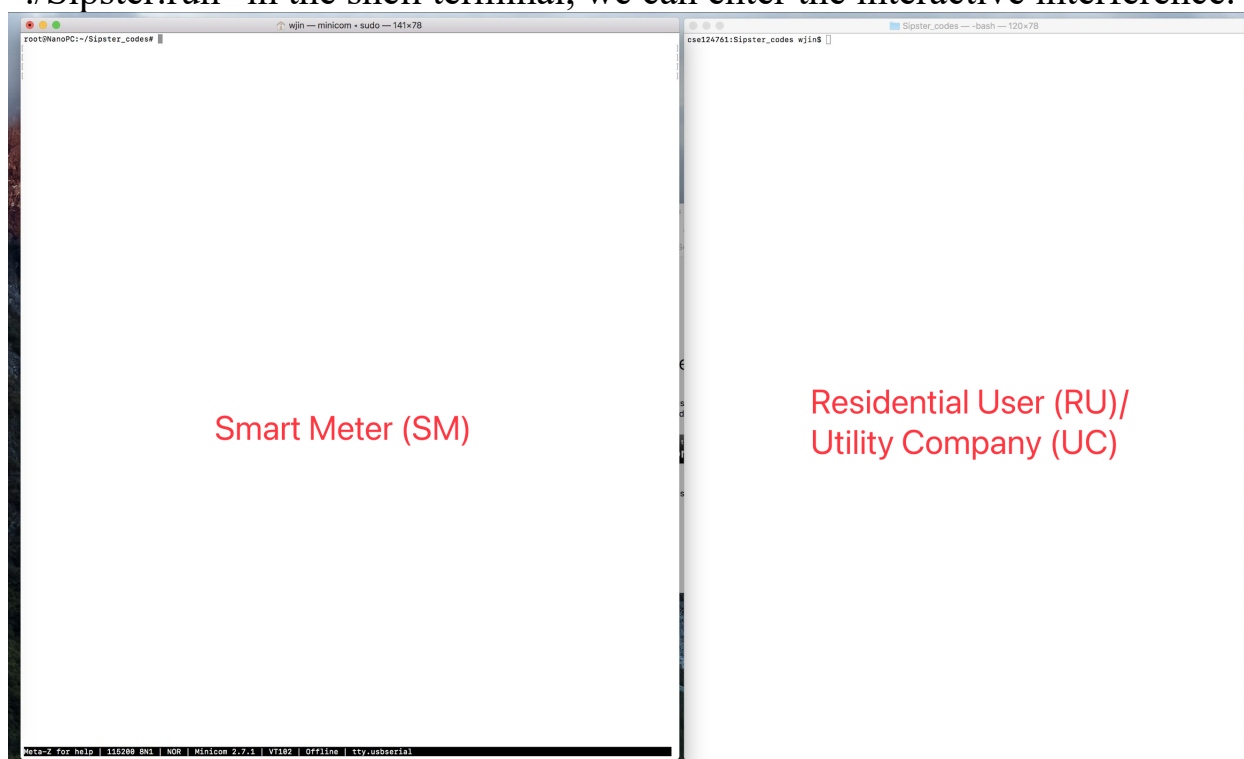 "./Sipster.run" in the shell terminal, we can enter the interactive interference.
wjin — minicom • sudo — 141×78
root@NanoPC:~/Sipster_codes#
Smart Meter (SM)
Meta-Z for help | 115200 8N1 | NOR | Minicom 2.7.1 | VT102 | Offline | tty.usbserial
Sipster_codes — -bash — 120×78
cse124761:Sipster_codes wjin$
Residential User (RU)/
Utility Company (UC)